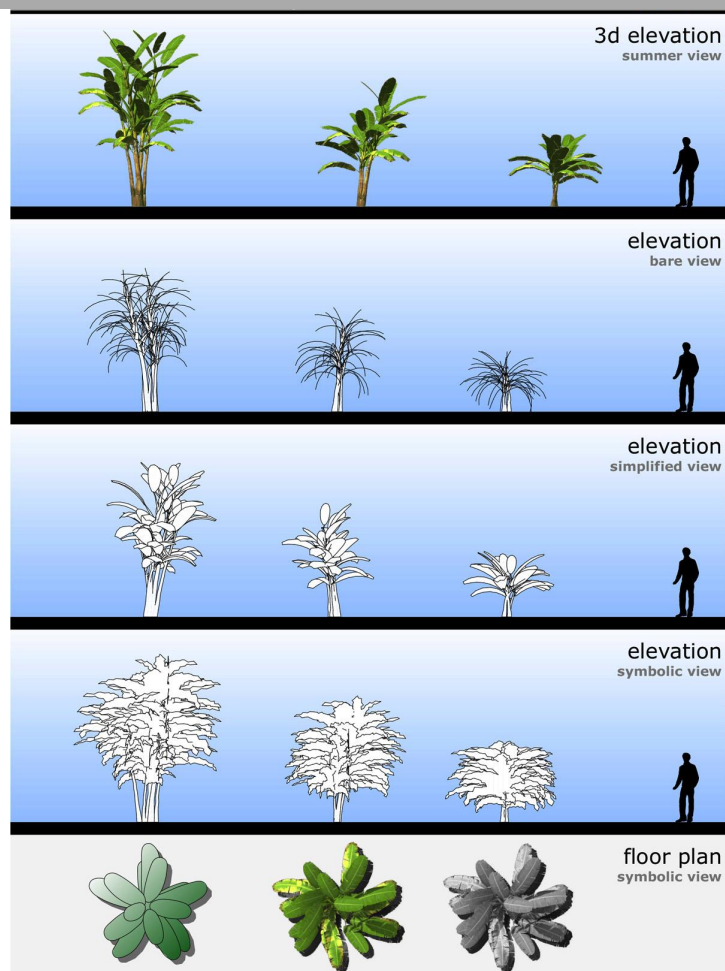 3d elevation
summer view
elevation
bare view
elevation
simplified view
elevation
symbolic view
floor plan
symbolic view